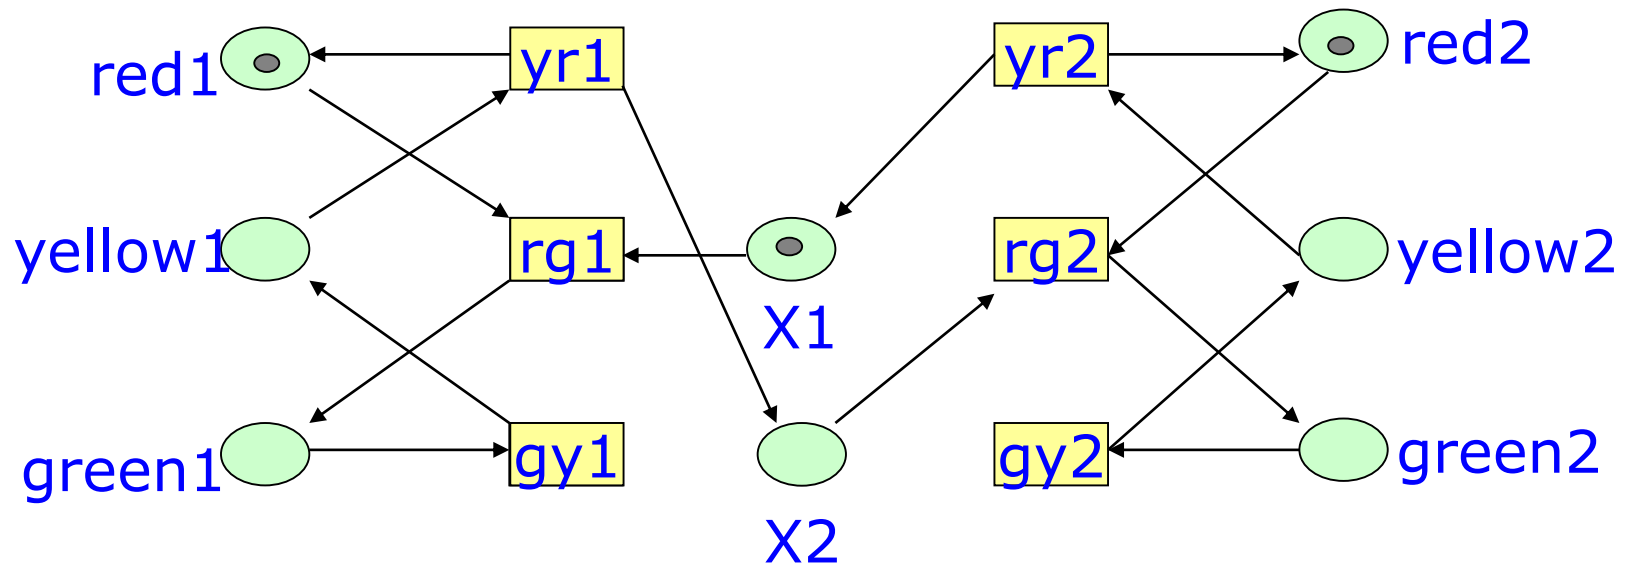 red1
yr1
yr2
red2
yellow1
rg1
rg2
yellow2
X1
green1
gy1
gy2
green2
X2